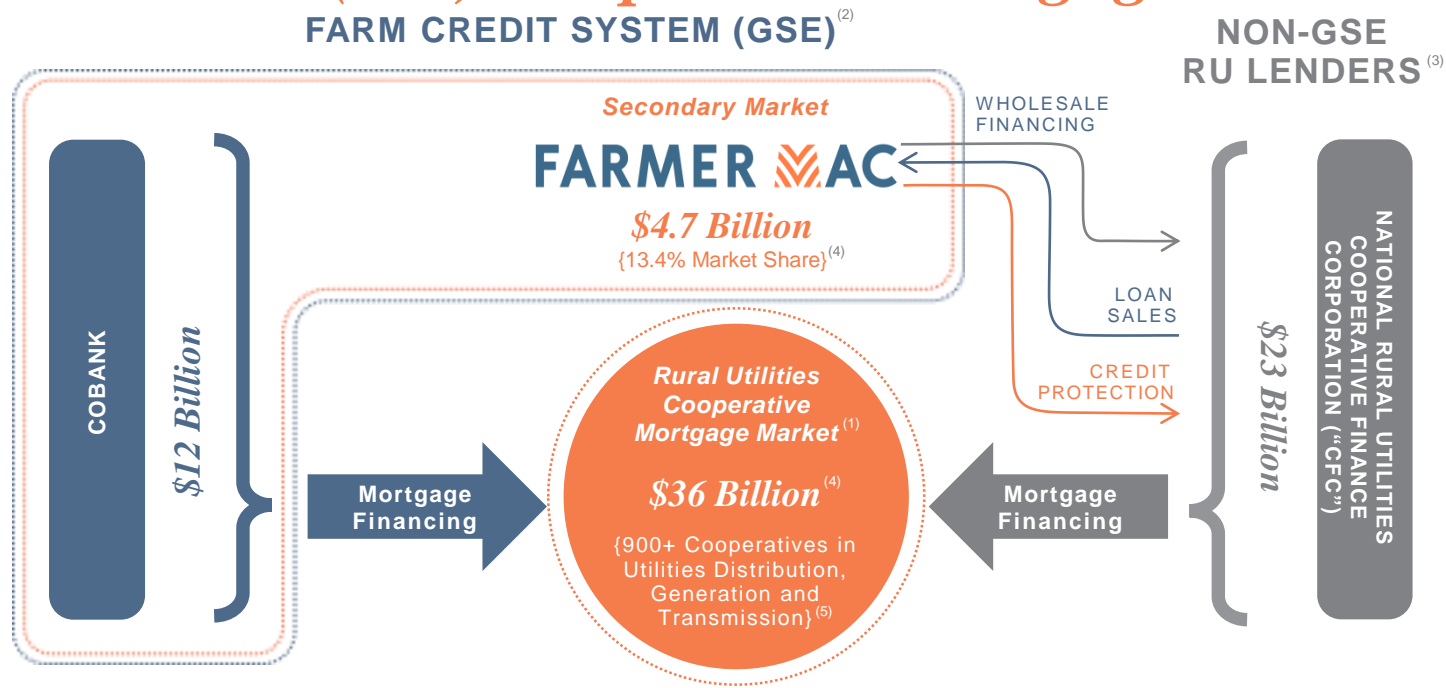 FARM CREDIT SYSTEM (GSE)(2)
NON-GSE
RU LENDERS(3)
Secondary Market
FARMER MAC
$4.7 Billion
{13.4% Market Share}(4)
WHOLESALE
FINANCING
LOAN
SALES
CREDIT
PROTECTION
COBANK
$12 Billion
Mortgage
Financing
Rural Utilities
Cooperative
Mortgage Market(1)
$36 Billion(4)
{900+ Cooperatives in
Utilities Distribution,
Generation and
Transmission}(5)
Mortgage
Financing
$23 Billion
NATIONAL RURAL UTILITIES
COOPERATIVE FINANCE
CORPORATION (“CFC”)